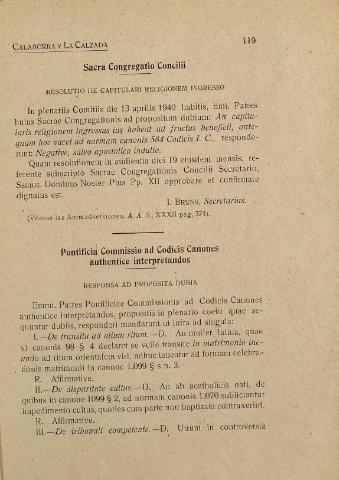 CALAHORRA Y LA CALZADA
119
Sacra Congregatio Concilii
RESOLUTIO DE CAPITULARI RELIGIONEM INGRESSO
In plenariis Comitiis die 13 aprilis 1940 habitis, Emi. Patres
huius Sacrae Congregationis ad propositum dubium: An capitu-
laris religionem ingressus ius habeat ad fructus beneficii, ante-
quam hoc vacet ad normam canonis 584 Codicis I. C., responde-
runt: Negative, salvo apostolico indulto.
Quam resolutionem in audientia diei 19 eiusdem mensis, re-
ferente subscripto Sacrae Congregationis Concilii Secretario,
Ssmus. Dominus Noster Pius Pp. XII approbare et confirmare
dignatus est.
I. BRUNS, Secretarius.
(Véanse las Animadversiones, A. A. S., XXXII pag. 374).
Pontificia Commissio ad Codicis Canones
authentice interpretandos
RESPONSA AD PROPOSITA DUBIA
Emmi. Patres Pontificiae Commissionis ad Codicis Canones
authentice interpretandos, propositis in plenario coetu quae se-
quuntur dubiis, responderi mandarunt ut infra ad singula:
I.—De transitu ad alium ritum.—D. An mulier latina, quae
vi canonis 98 § 4 declaret se velle transire in matrimonio ine-
undo ad ritum orientalem viri, adhuc teneatur ad formam celebra-
tionis matrimonii in canone 1.099 § s n. 3.
R. Affirmative.
II.—De disparitate cultus.—D. An ab acatholicis nati, de
quibus in canone 1099 § 2, ad normam canonis 1.070 subiiciantur
impedimento cultus, quoties cum parte non baptizata contraxerint.
R. Affirmative.
III.—De tribunali competente.—D. Utrum in controversia